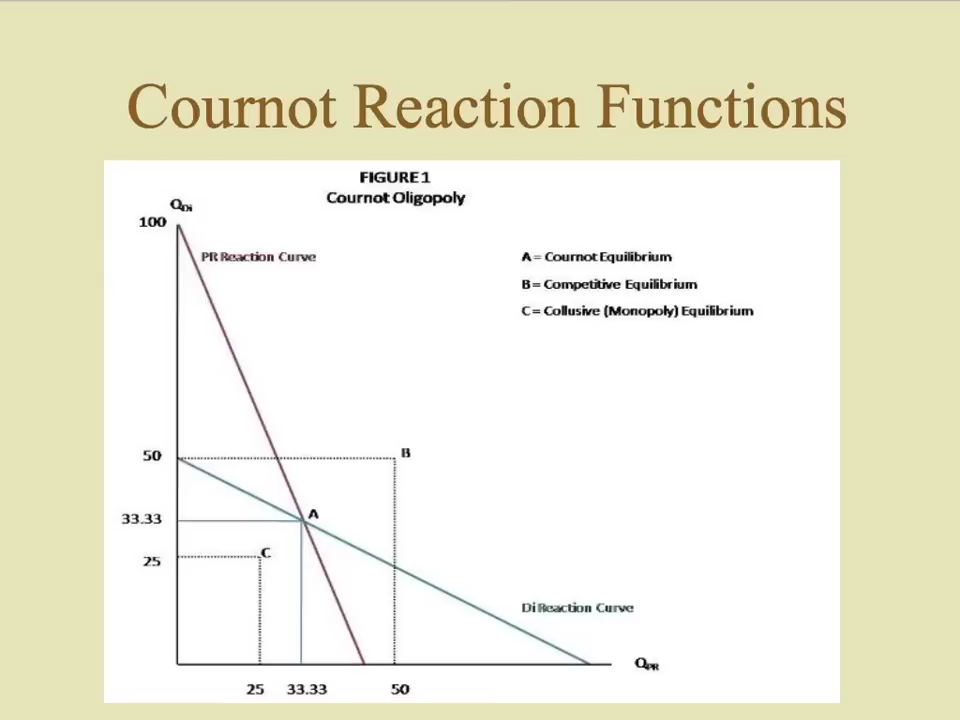 Cournot Reaction Functions
FIGURE 1
Cournot Oligopoly
QDi
100
PR Reaction Curve
A = Cournot Equilibrium
B = Competitive Equilibrium
C = Collusive (Monopoly) Equilibrium
50
B
33.33
A
25
C
Di Reaction Curve
QPR
25 33.33 50